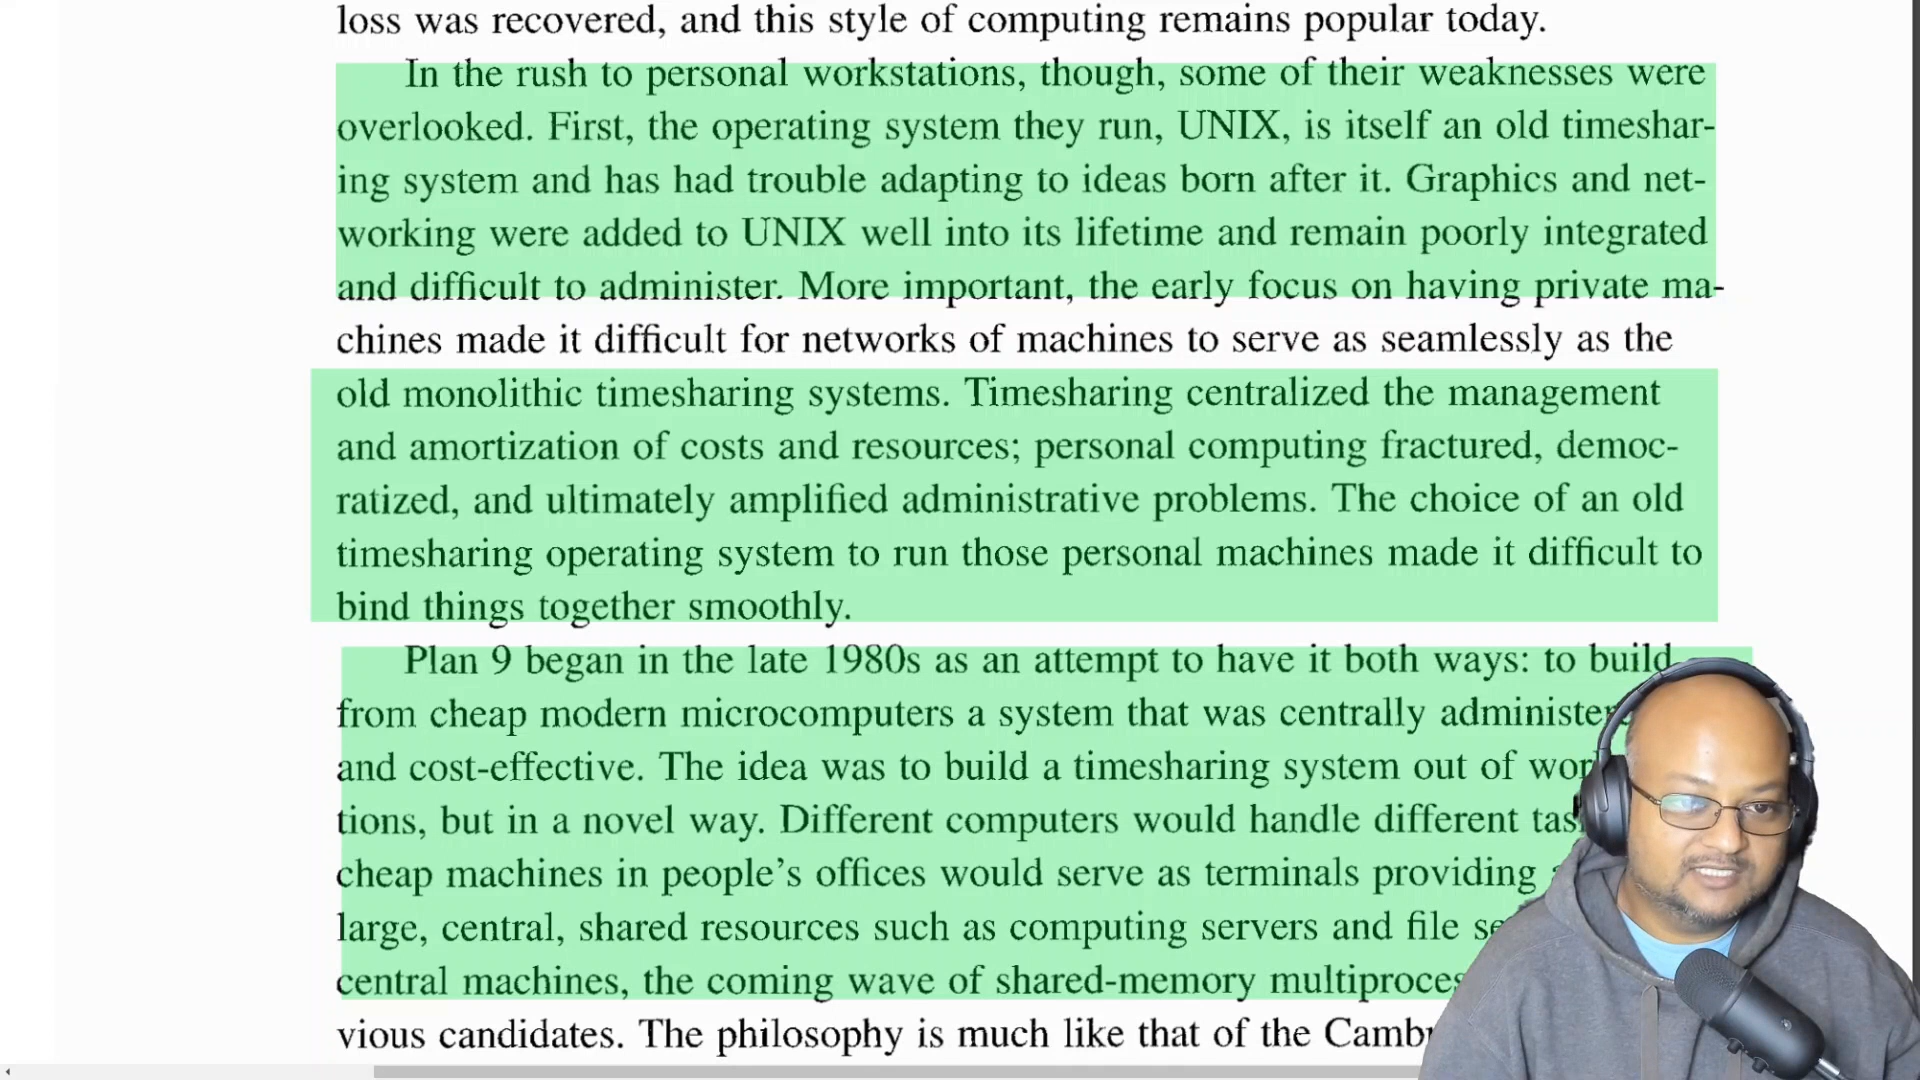 loss was recovered, and this style of computing remains popular today.
In the rush to personal workstations, though, some of their weaknesses were
overlooked. First, the operating system they run, UNIX, is itself an old timeshar-
ing system and has had trouble adapting to ideas born after it. Graphics and net-
working were added to UNIX well into its lifetime and remain poorly integrated
and difficult to administer. More important, the early focus on having private ma-
chines made it difficult for networks of machines to serve as seamlessly as the
old monolithic timesharing systems. Timesharing centralized the management
and amortization of costs and resources; personal computing fractured, democ-
ratized, and ultimately amplified administrative problems. The choice of an old
timesharing operating system to run those personal machines made it difficult to
bind things together smoothly.
Plan 9 began in the late 1980s as an attempt to have it both ways: to build
from cheap modern microcomputers a system that was centrally
and cost-effective. The idea was to build a timesharing system out of
tions, but in a novel way. Different computers would handle different
cheap machines in people's offices would serve as terminals providing
large, central, shared resources such as computing servers and file
central machines, the coming wave of shared-memory
vious candidates. The philosophy is much like that of the